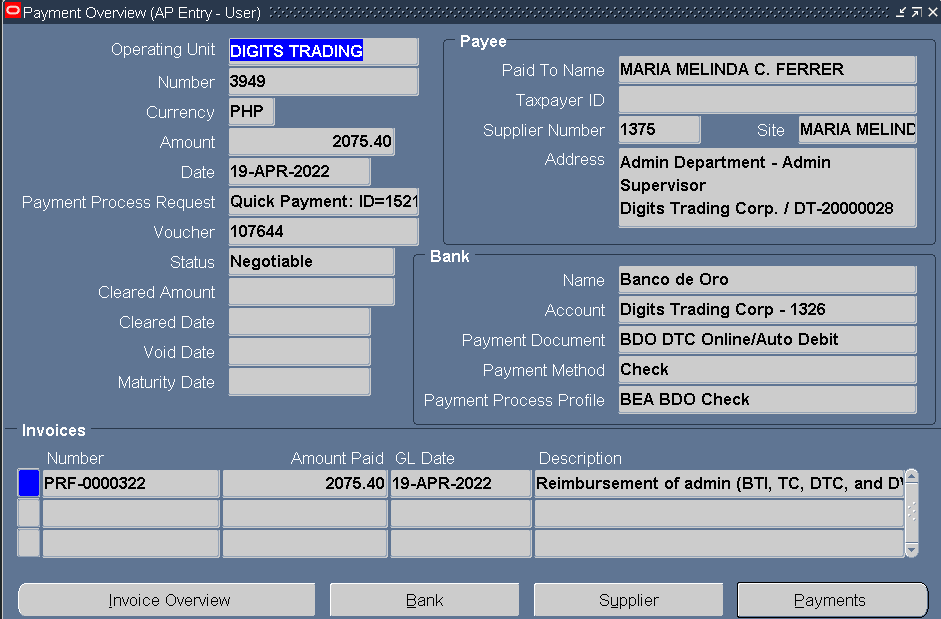 Payment Overview (AP Entry - User)
Operating Unit DIGITS TRADING
Number 3949
Currency PHP
Amount 2075.40
Date 19-APR-2022
Payment Process Request Quick Payment: ID=1521
Voucher 107644
Status Negotiable
Cleared Amount
Cleared Date
Void Date
Maturity Date
Payee
Paid To Name MARIA MELINDA C. FERRER
Taxpayer ID
Supplier Number 1375 Site MARIA MELIND
Address Admin Department - Admin
Supervisor
Digits Trading Corp. / DT-20000028
Bank
Name Banco de Oro
Account Digits Trading Corp - 1326
Payment Document BDO DTC Online/Auto Debit
Payment Method Check
Payment Process Profile BEA BDO Check
Invoices
Number Amount Paid GL Date Description
PRF-0000322 2075.40 19-APR-2022 Reimbursement of admin (BTI, TC, DTC, and
Invoice Overview Bank Supplier Payments